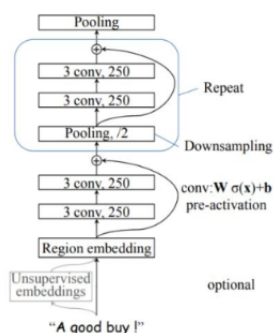 Pooling
3 conv, 250
3 conv, 250
Repeat
Pooling, /2
Downsampling
3 conv, 250
3 conv, 250
conv:W σ(x)+b
pre-activation
Region embedding
Unsupervised
embeddings
optional
“A good buy !”